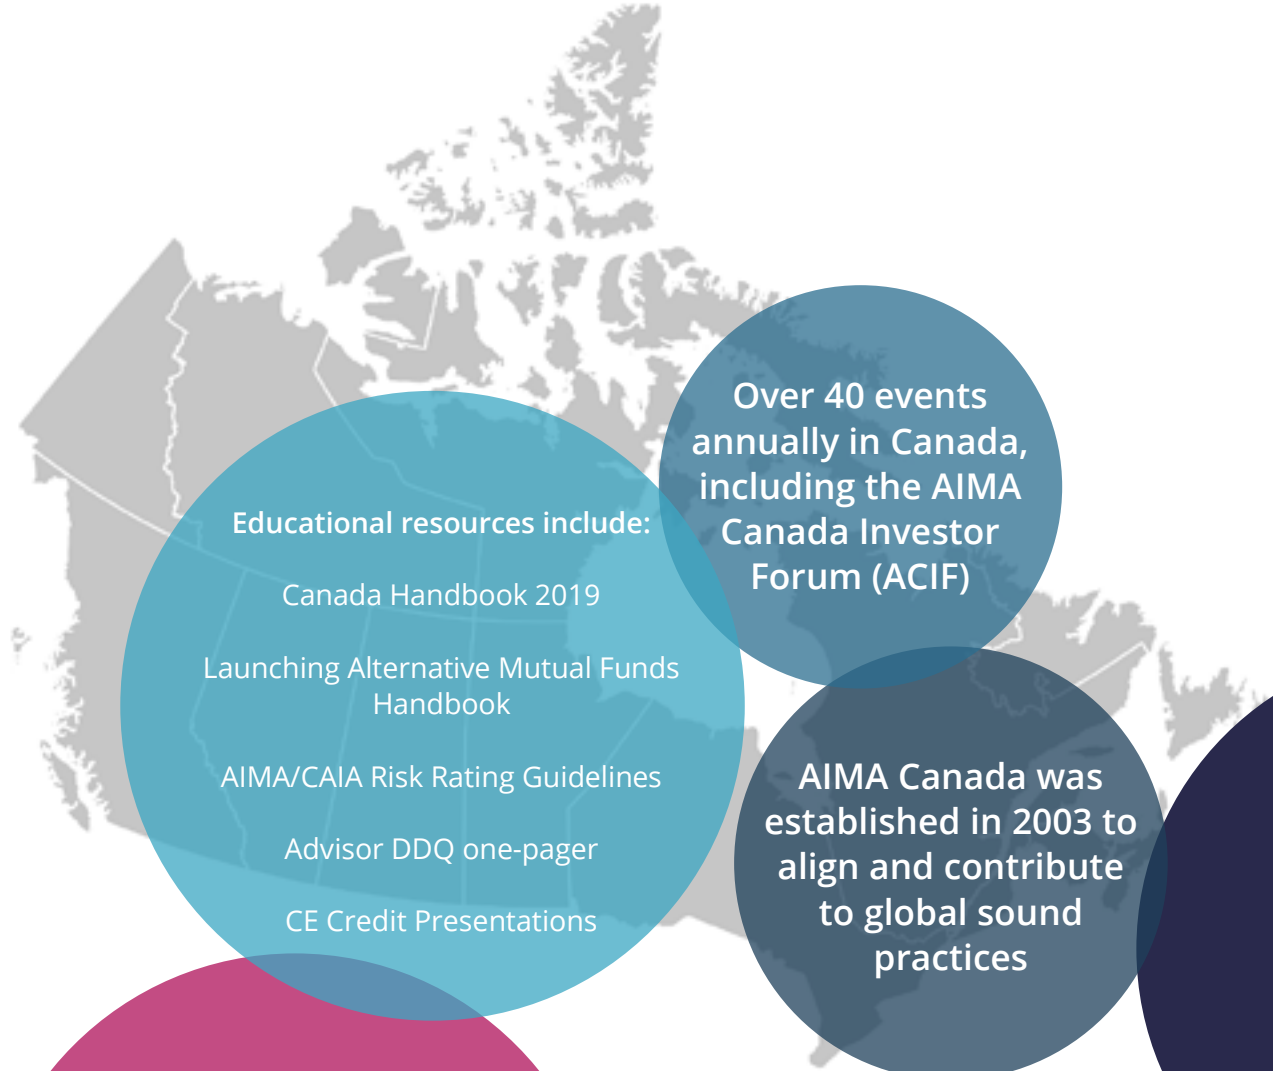 Over 40 events
annually in Canada,
including the AIMA
Canada Investor
Forum (ACIF)
Educational resources include:
Canada Handbook 2019
Launching Alternative Mutual Funds
Handbook
AIMA/CAIA Risk Rating Guidelines
Advisor DDQ one-pager
CE Credit Presentations
AIMA Canada was
established in 2003 to
align and contribute
to global sound
practices